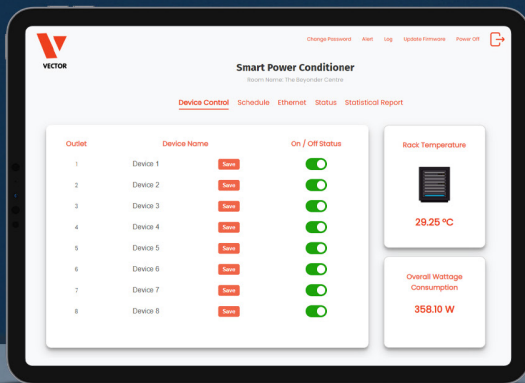 Change Password Alert Log Update Firmware Power Off
VECTOR
Smart Power Conditioner
Room Name: The Beyonder Centre
Device Control Schedule Ethernet Status Statistical Report
Outlet Device Name On / Off Status
1 Device 1 Save
2 Device 2 Save
3 Device 3 Save
4 Device 4 Save
5 Device 5 Save
6 Device 6 Save
7 Device 7 Save
8 Device 8 Save
Rack Temperature
29.25 °C
Overall Wattage
Consumption
358.10 W